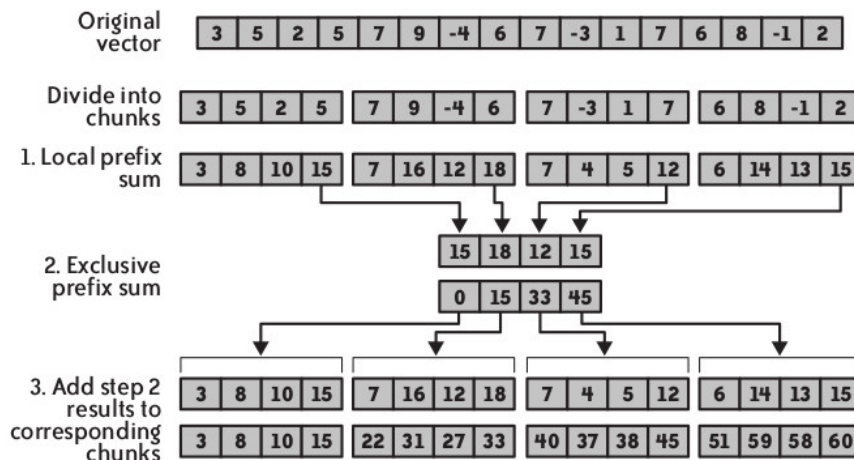 Original
vector
3 5 2 5 7 9 -4 6 7 -3 1 7 6 8 -1 2
Divide into
chunks
3 5 2 5 7 9 -4 6 7 -3 1 7 6 8 -1 2
1. Local prefix
sum
3 8 10 15 7 16 12 18 7 4 5 12 6 14 13 15
15 18 12 15
2. Exclusive
prefix sum
0 15 33 45
3. Add step 2
results to
corresponding
chunks
3 8 10 15 7 16 12 18 7 4 5 12 6 14 13 15
3 8 10 15 22 31 27 33 40 37 38 45 51 59 58 60